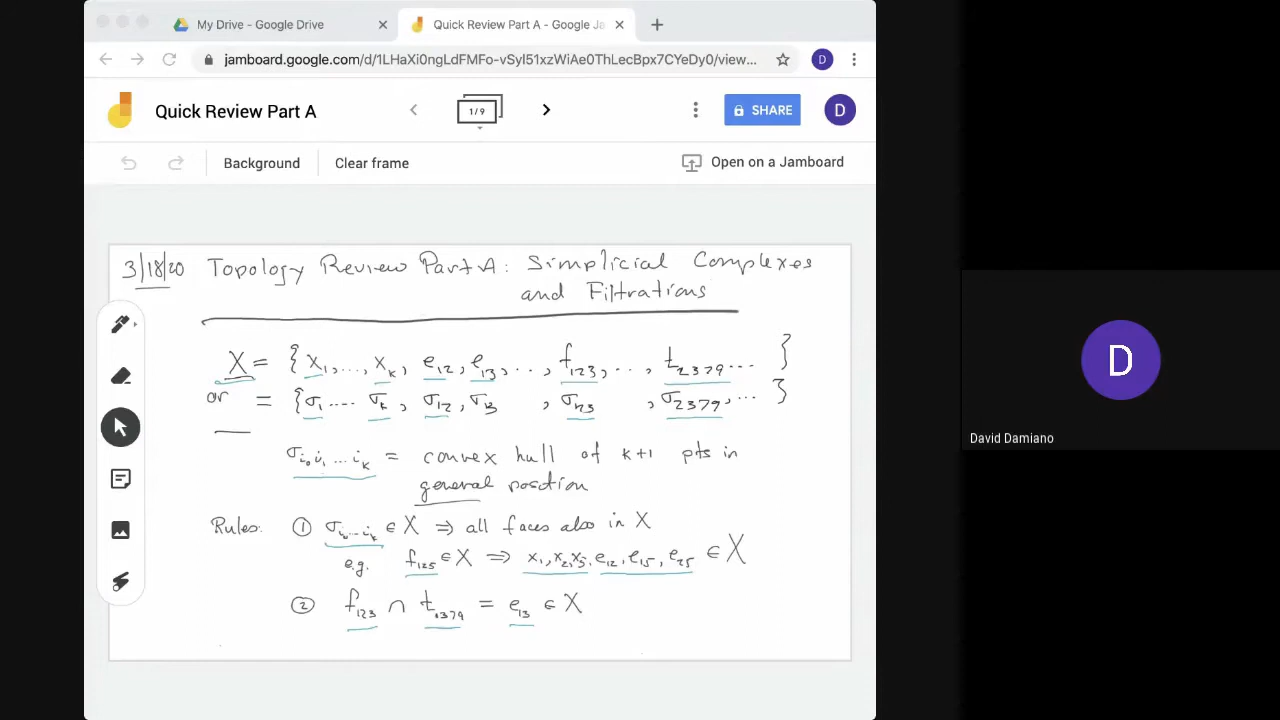 My Drive - Google Drive
Quick Review Part A - Google Ja
jamboard.google.com/d/1LHaXi0ngLdFMFo-vSyl51xzWiAe0ThLecBpx7CYeDy0/view...
D
Quick Review Part A
1/9
SHARE
D
Background
Clear frame
Open on a Jamboard
3/18/20 Topology Review Part A: Simplicial Complexes
and Filtrations
X = { x₁, ..., xₖ, e₁₂, e₁₃, ..., f₁₂₃, ..., t₂₃₇₉ ... }
or = { σ₁ .... σₖ, σ₁₂, σ₁₃ , σ₁₂₃ , σ₂₃₇₉, ... }
σ_{i₀i₁...iₖ} = convex hull of k+1 pts in
general position
Rules: ① σ_{i₀...iₖ} ∈ X ⇒ all faces also in X
e.g. f₁₂₅ ∈ X ⇒ x₁, x₂, x₅, e₁₂, e₁₅, e₂₅ ∈ X
② f₁₂₃ ∩ t₁₃₇₉ = e₁₃ ∈ X
D
David Damiano